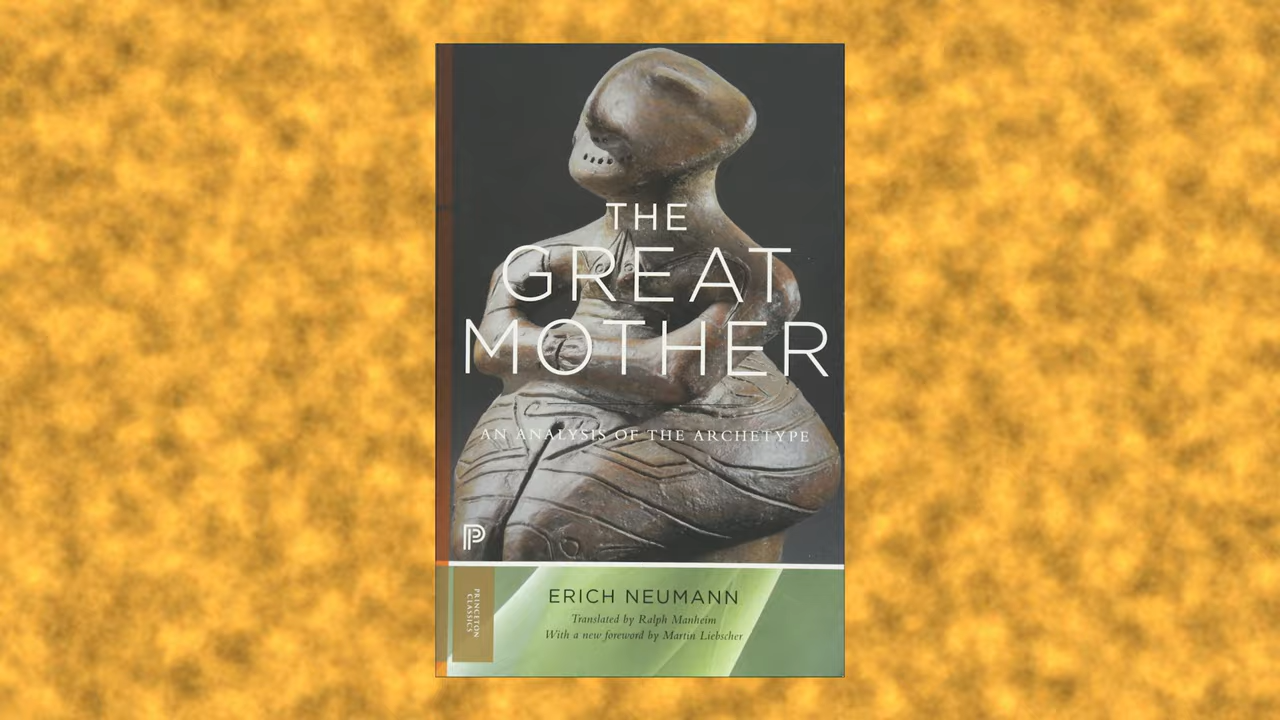 THE
GREAT
MOTHER
AN ANALYSIS OF THE ARCHETYPE
P
PRINCETON
CLASSICS
ERICH NEUMANN
Translated by Ralph Manheim
With a new foreword by Martin Liebscher